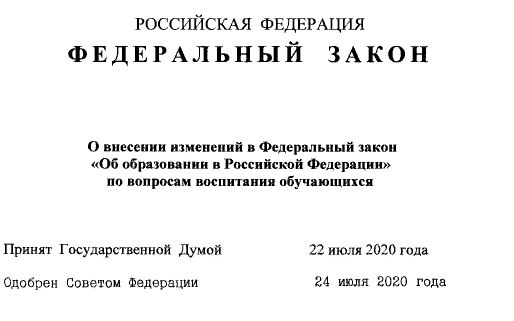 РОССИЙСКАЯ ФЕДЕРАЦИЯ
ФЕДЕРАЛЬНЫЙ ЗАКОН
О внесении изменений в Федеральный закон
«Об образовании в Российской Федерации»
по вопросам воспитания обучающихся
Принят Государственной Думой 22 июля 2020 года
Одобрен Советом Федерации 24 июля 2020 года